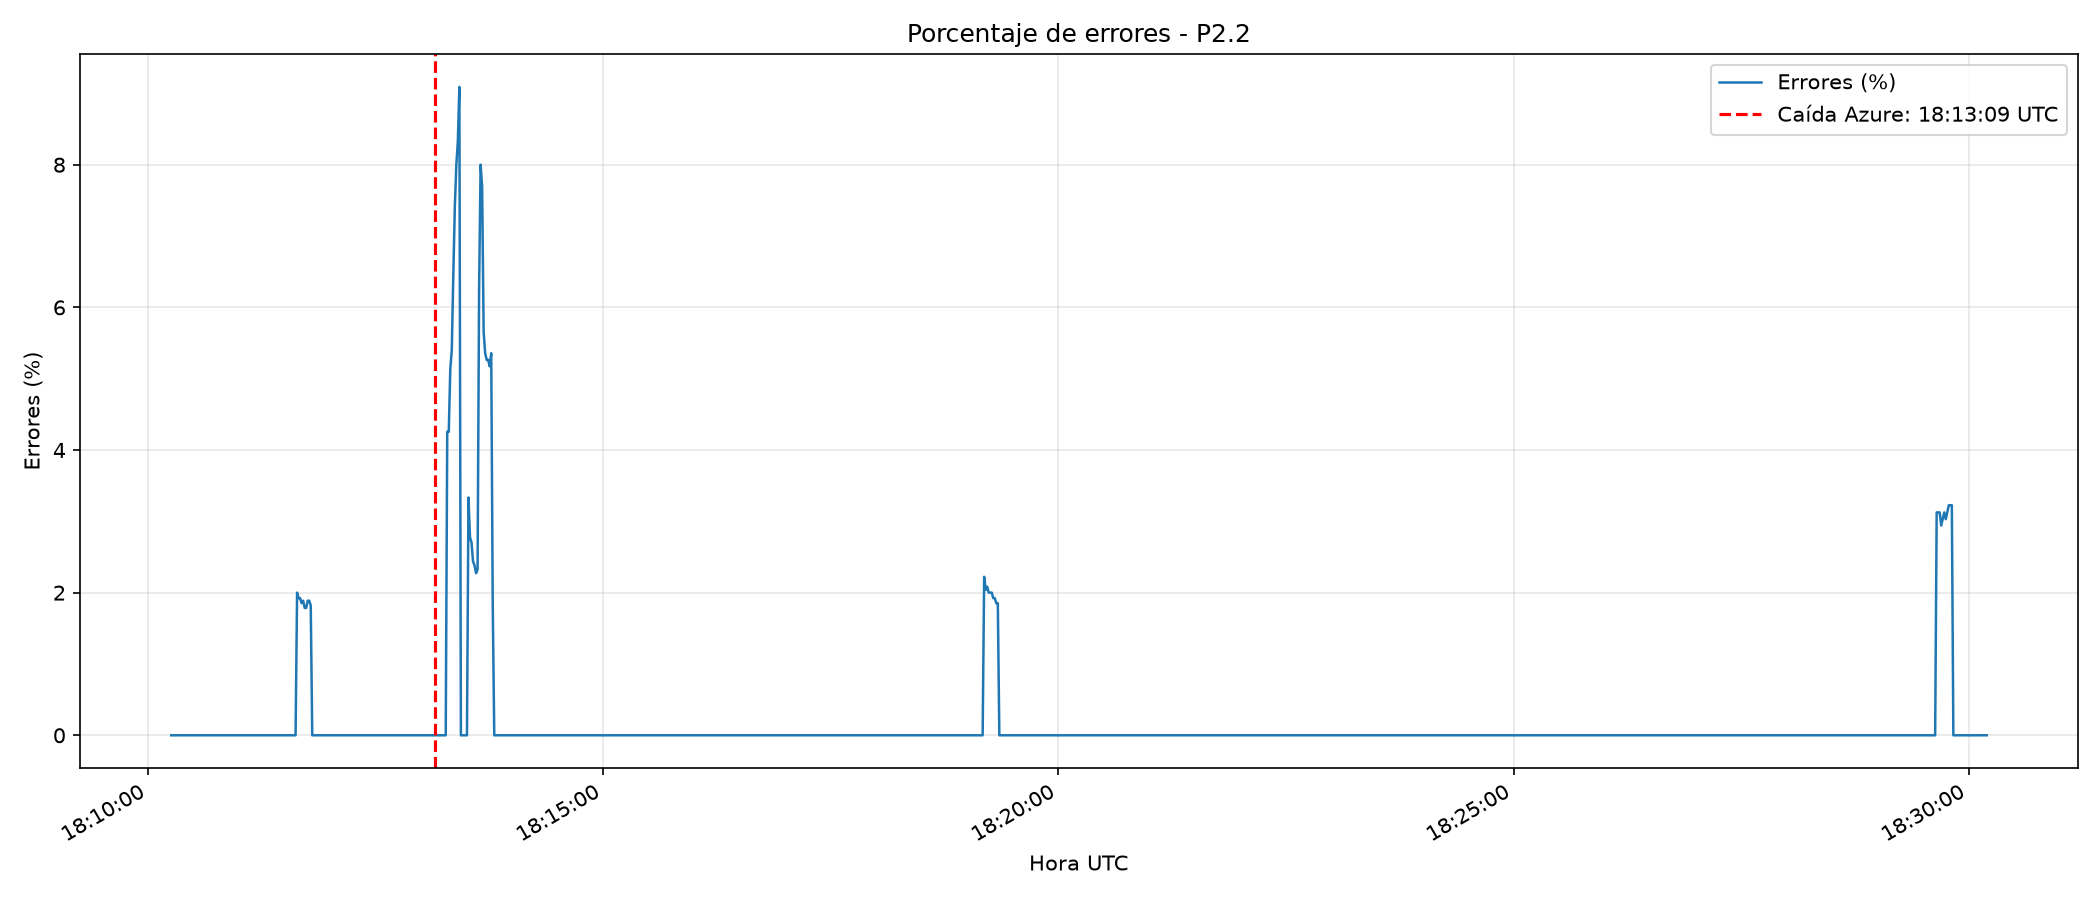 Porcentaje de errores - P2.2
Errores (%)
Caída Azure: 18:13:09 UTC
Errores (%)
8
6
4
2
0
18:10:00
18:15:00
18:20:00
18:25:00
18:30:00
Hora UTC